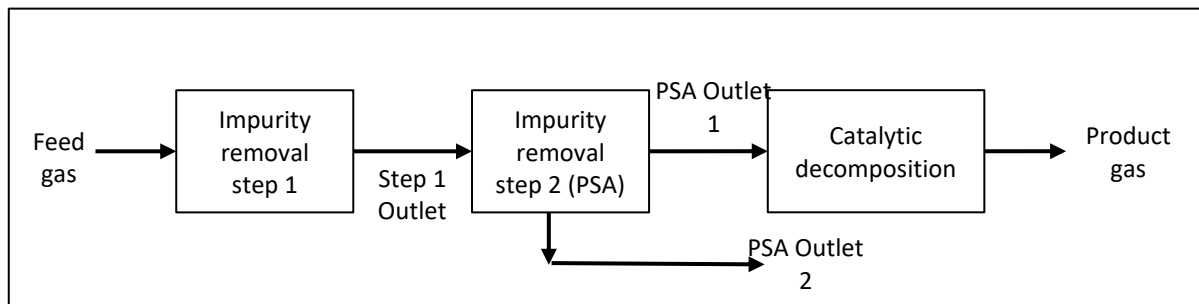 Feed
gas
Impurity
removal
step 1
Step 1
Outlet
Impurity
removal
step 2 (PSA)
PSA Outlet
1
PSA Outlet
2
Catalytic
decomposition
Product
gas